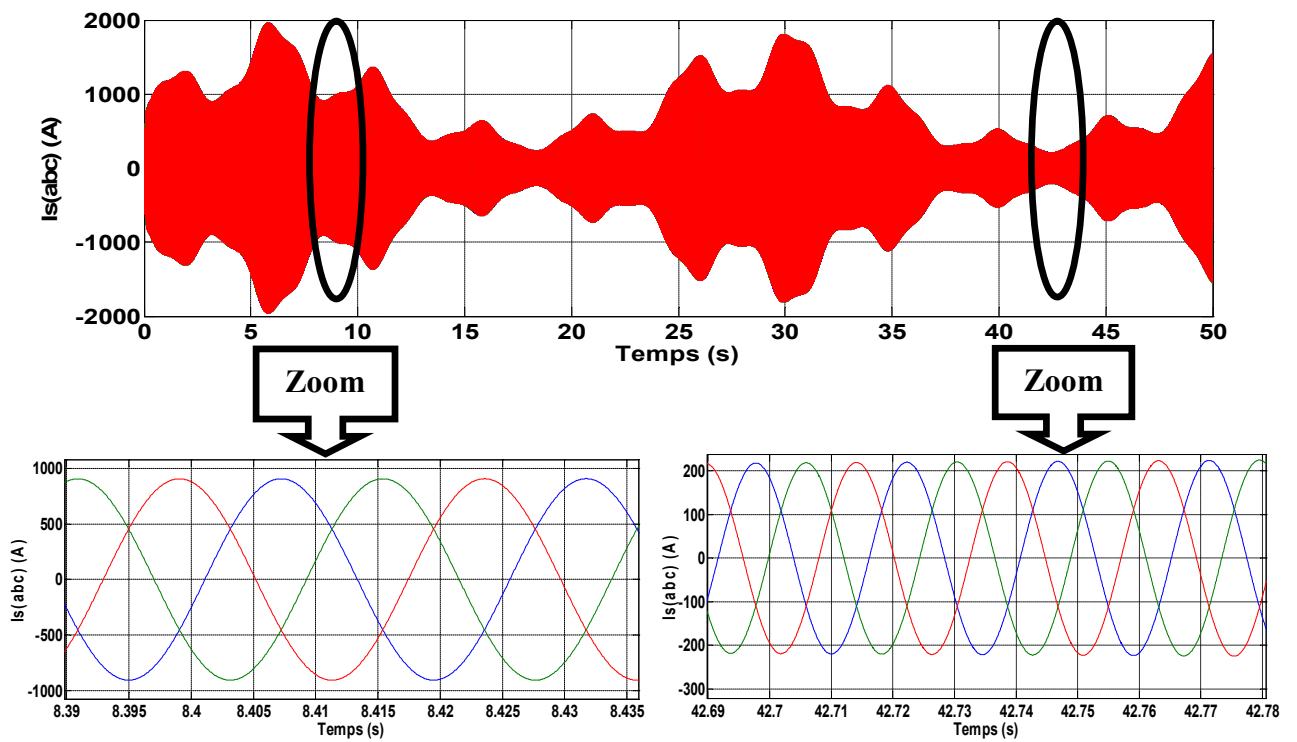 2000
1000
0
-1000
-2000
Is(abc) (A)
0 5 10 15 20 25 30 35 40 45 50
Temps (s)
Zoom
Zoom
1000
500
0
-500
-1000
Is(abc) (A)
8.39 8.395 8.4 8.405 8.41 8.415 8.42 8.425 8.43 8.435
Temps (s)
200
100
0
-100
-200
-300
Is(abc) (A)
42.69 42.7 42.71 42.72 42.73 42.74 42.75 42.76 42.77 42.78
Temps (s)